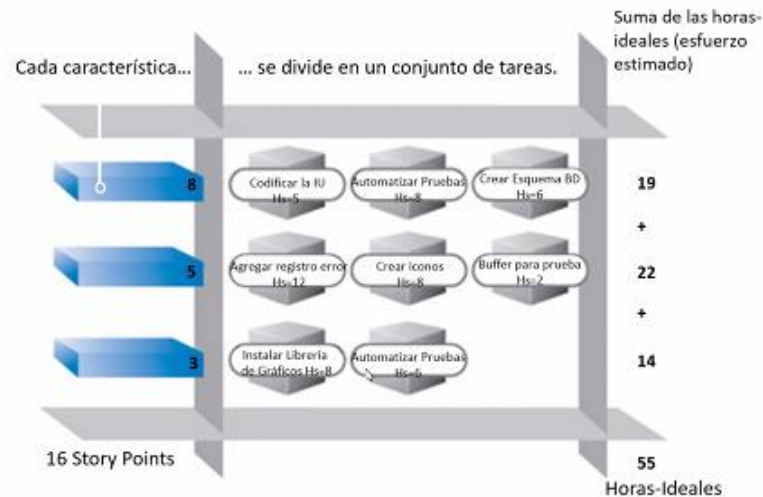 Suma de las horas-
ideales (esfuerzo
estimado)
Cada característica...
... se divide en un conjunto de tareas.
8
Codificar la IU
Hs=5
Automatizar Pruebas
Hs=8
Crear Esquema BD
Hs=6
19
+
5
Agregar registro error
Hs=12
Crear iconos
Hs=8
Buffer para prueba
Hs=2
22
+
3
Instalar Librería
de Gráficos Hs=8
Automatizar Pruebas
Hs=6
14
16 Story Points
55
Horas-Ideales